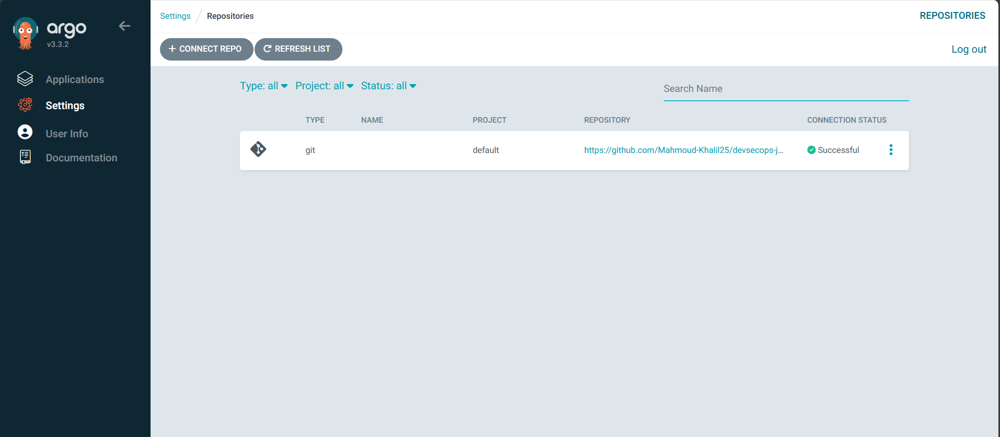 argo
v3.3.2
Applications
Settings
User Info
Documentation
Settings / Repositories
REPOSITORIES
+ CONNECT REPO
REFRESH LIST
Log out
Type: all
Project: all
Status: all
Search Name
TYPE NAME PROJECT REPOSITORY CONNECTION STATUS
git default https://github.com/Mahmoud-Khalil25/devsecops-j... Successful